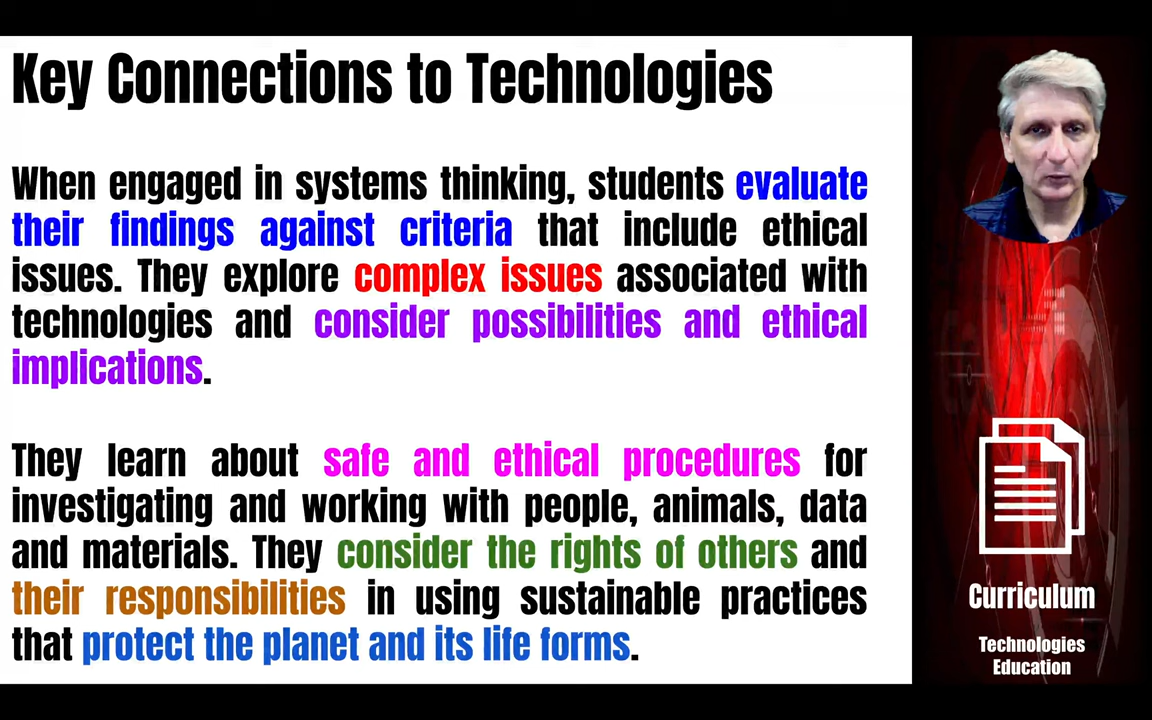 Key Connections to Technologies
When engaged in systems thinking, students evaluate
their findings against criteria that include ethical
issues. They explore complex issues associated with
technologies and consider possibilities and ethical
implications.
They learn about safe and ethical procedures for
investigating and working with people, animals, data
and materials. They consider the rights of others and
their responsibilities in using sustainable practices
that protect the planet and its life forms.
Curriculum
Technologies
Education